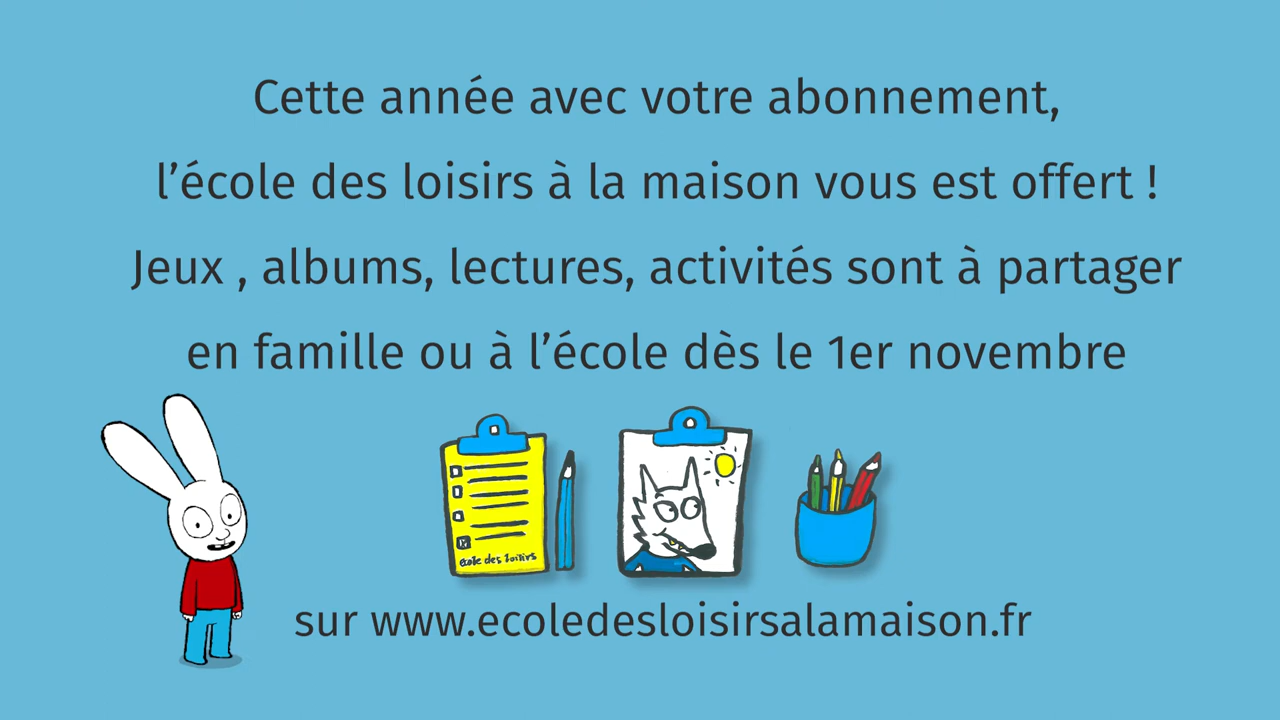 Cette année avec votre abonnement,
l’école des loisirs à la maison vous est offert !
Jeux , albums, lectures, activités sont à partager
en famille ou à l’école dès le 1er novembre
école des loisirs
sur www.ecoledesloisirsalamaison.fr